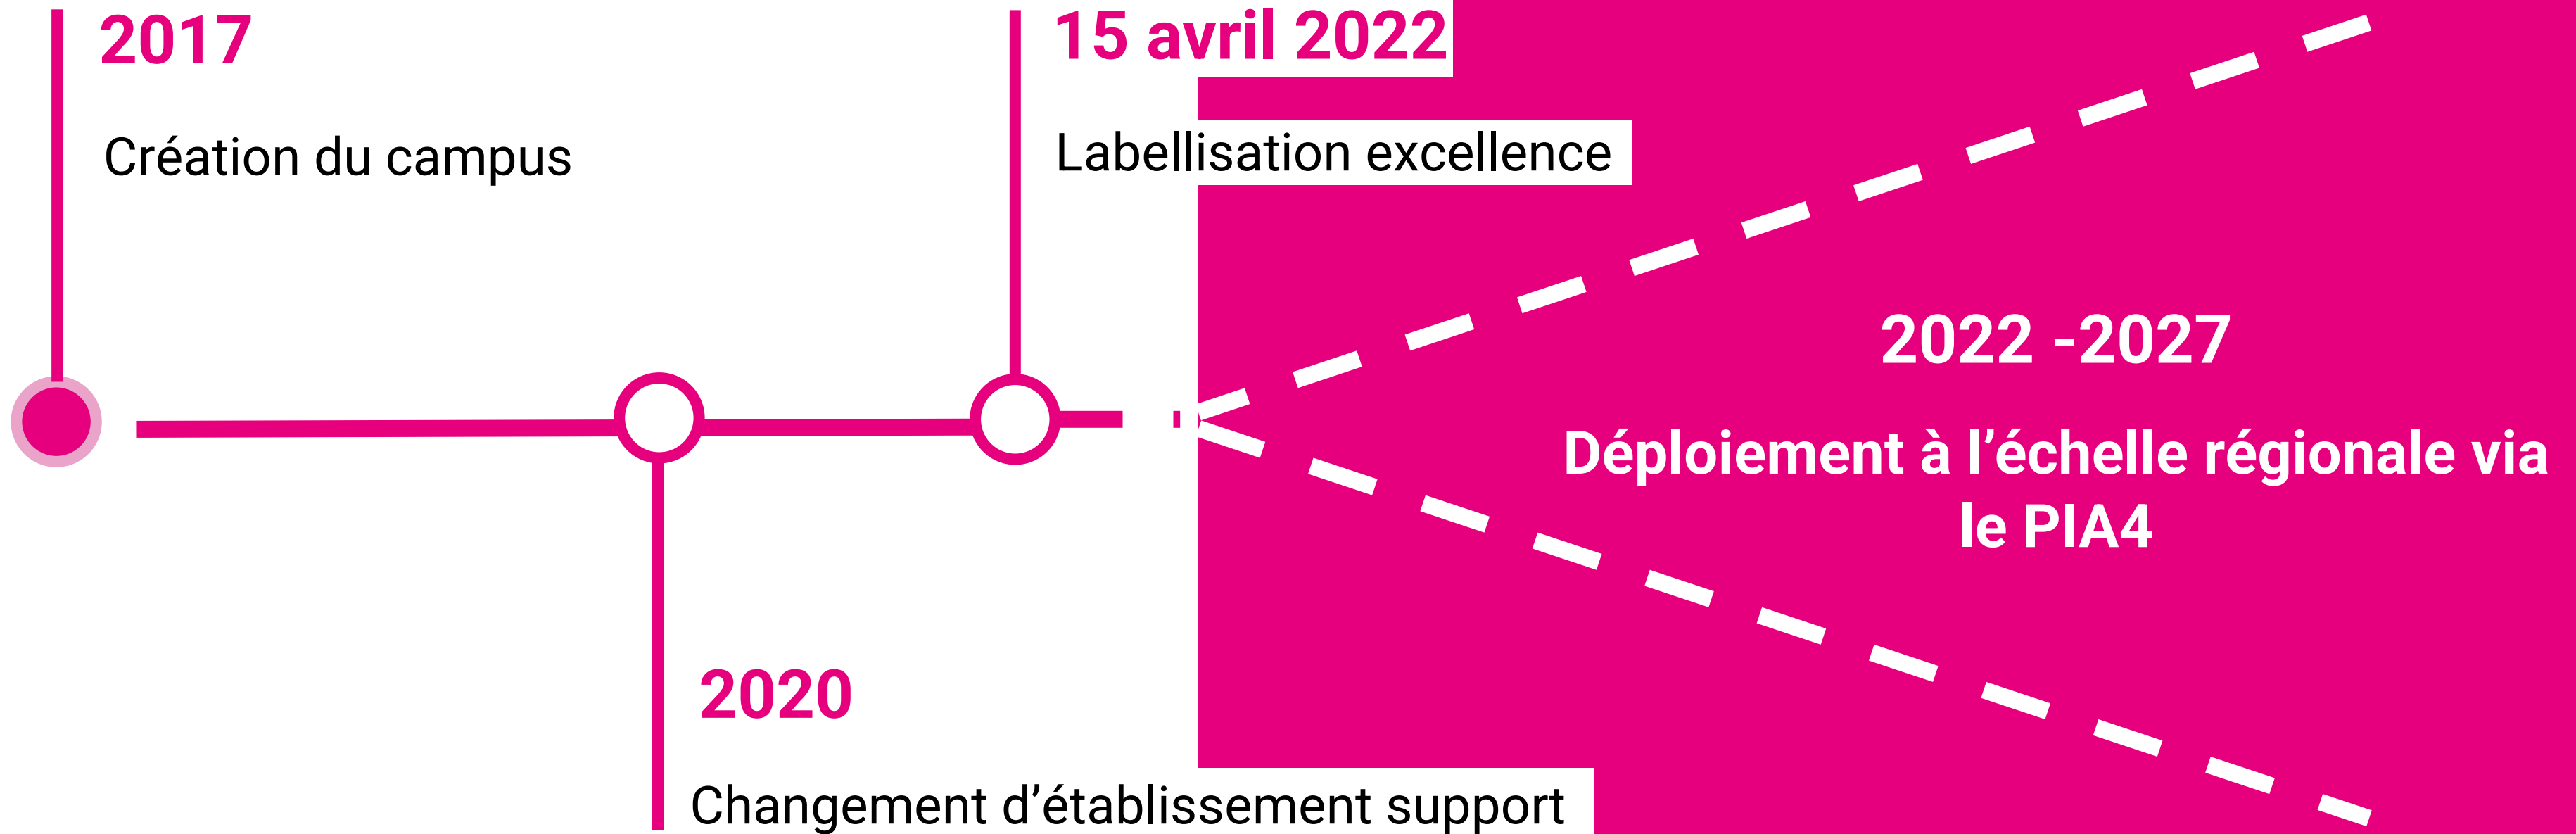 2017
Création du campus
15 avril 2022
Labellisation excellence
2020
Changement d’établissement support
2022 -2027
Déploiement à l’échelle régionale via
le PIA4